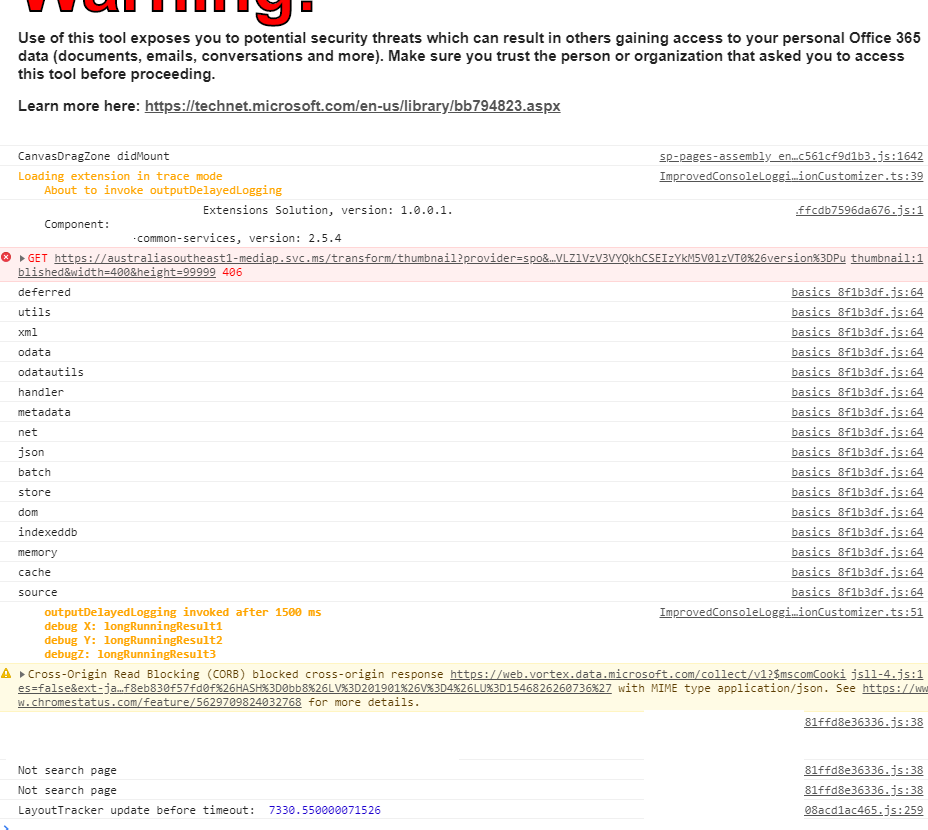 Warning!
Use of this tool exposes you to potential security threats which can result in others gaining access to your personal Office 365
data (documents, emails, conversations and more). Make sure you trust the person or organization that asked you to access
this tool before proceeding.
Learn more here: https://technet.microsoft.com/en-us/library/bb794823.aspx
CanvasDragZone didMount sp-pages-assembly_en…c561cf9d1b3.js:1642
Loading extension in trace mode ImprovedConsoleLoggi…ionCustomizer.ts:39
About to invoke outputDelayedLogging
Extensions Solution, version: 1.0.0.1. ffcdb7596da676.js:1
Component:
-common-services, version: 2.5.4
GET https://australiasoutheast1-mediap.svc.ms/transform/thumbnail?provider=spo&…VLZlVzV3VYQkhCSEIzYkM5V0lzVT0%26version%3DPu thumbnail:1
blished&width=400&height=99999 406
deferred basics_8f1b3df.js:64
utils basics_8f1b3df.js:64
xml basics_8f1b3df.js:64
odata basics_8f1b3df.js:64
odatautils basics_8f1b3df.js:64
handler basics_8f1b3df.js:64
metadata basics_8f1b3df.js:64
net basics_8f1b3df.js:64
json basics_8f1b3df.js:64
batch basics_8f1b3df.js:64
store basics_8f1b3df.js:64
dom basics_8f1b3df.js:64
indexeddb basics_8f1b3df.js:64
memory basics_8f1b3df.js:64
cache basics_8f1b3df.js:64
source basics_8f1b3df.js:64
outputDelayedLogging invoked after 1500 ms ImprovedConsoleLoggi…ionCustomizer.ts:51
debug X: longRunningResult1
debug Y: longRunningResult2
debugZ: longRunningResult3
Cross-Origin Read Blocking (CORB) blocked cross-origin response https://web.vortex.data.microsoft.com/collect/v1?$mscomCooki jsll-4.js:1
es=false&ext-ja…f8eb830f57fd0f%26HASH%3D0bb8%26LV%3D201901%26V%3D4%26LU%3D1546826260736%27 with MIME type application/json. See https://ww
w.chromestatus.com/feature/5629709824032768 for more details.
81ffd8e36336.js:38
Not search page 81ffd8e36336.js:38
Not search page 81ffd8e36336.js:38
LayoutTracker update before timeout: 7330.550000071526 08acd1ac465.js:259